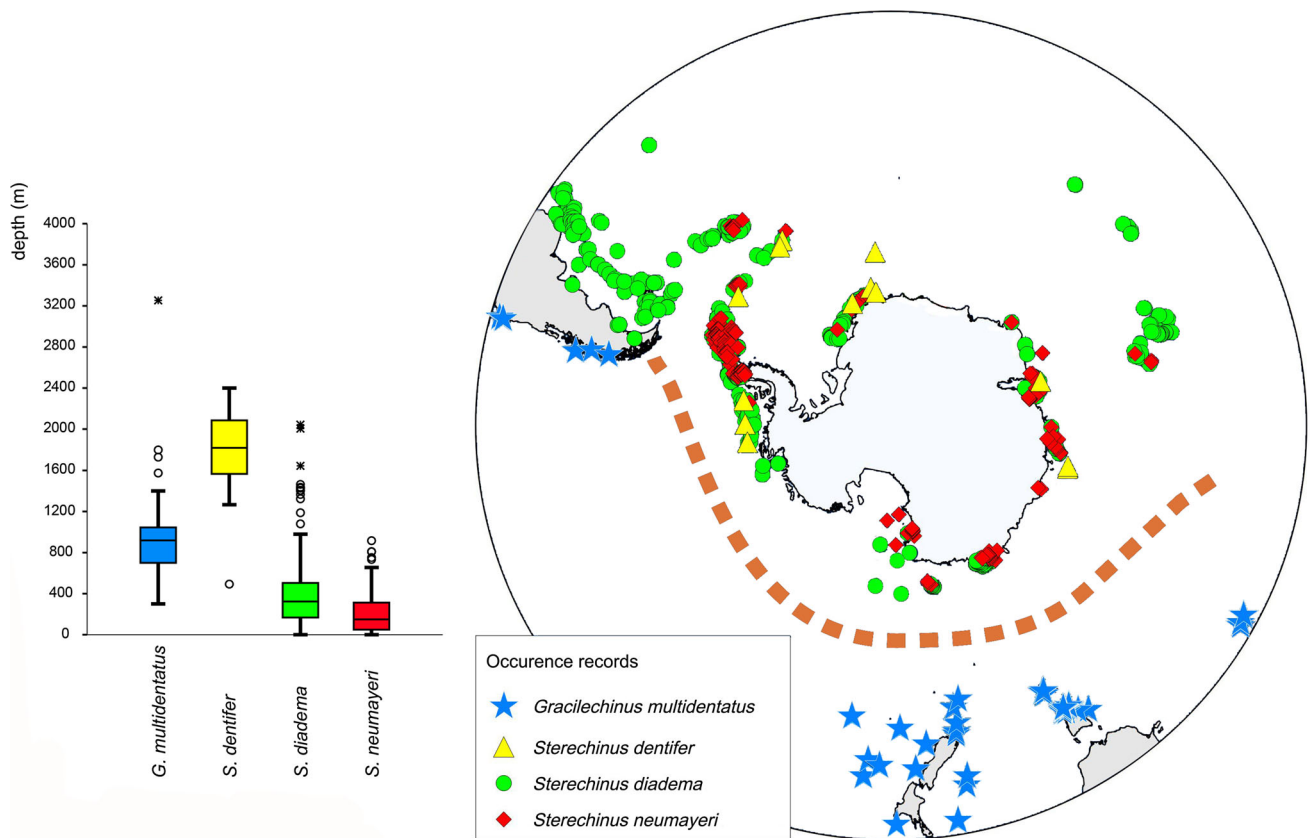 depth (m)
4000
3600
3200
2800
2400
2000
1600
1200
800
400
0
G. multidentatus
S. dentifer
S. diadema
S. neumayeri
Occurence records
Gracilechinus multidentatus
Sterechinus dentifer
Sterechinus diadema
Sterechinus neumayeri